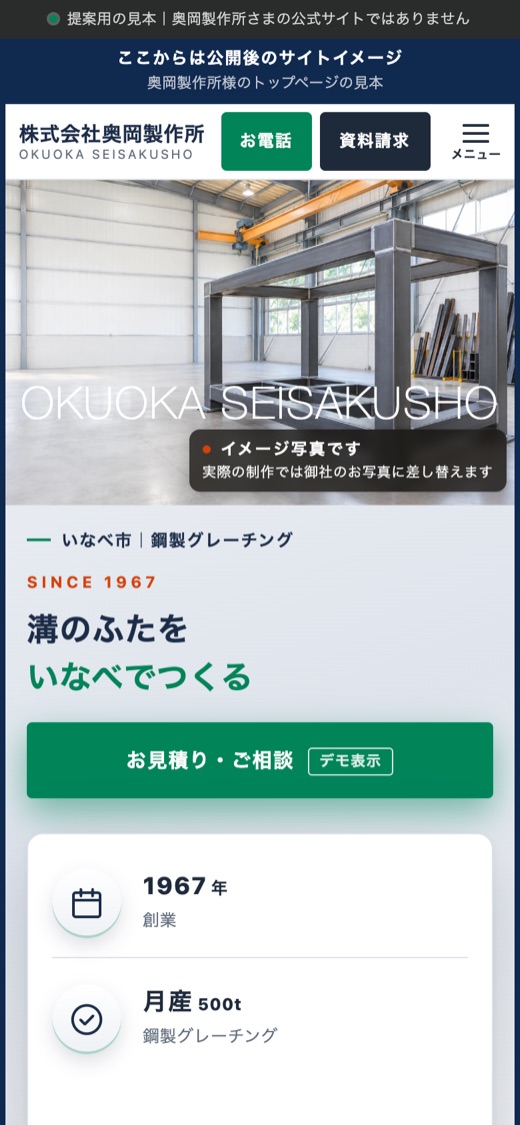 提案用の見本｜奥岡製作所さまの公式サイトではありません
ここからは公開後のサイトイメージ
奥岡製作所様のトップページの見本
株式会社奥岡製作所
OKUOKA SEISAKUSHO
お電話
資料請求
メニュー
OKUOKA SEISAKUSHO
イメージ写真です
実際の制作では御社のお写真に差し替えます
いなべ市｜鋼製グレーチング
SINCE 1967
溝のふたを
いなべでつくる
お見積り・ご相談 デモ表示
1967 年
創業
月産 500t
鋼製グレーチング